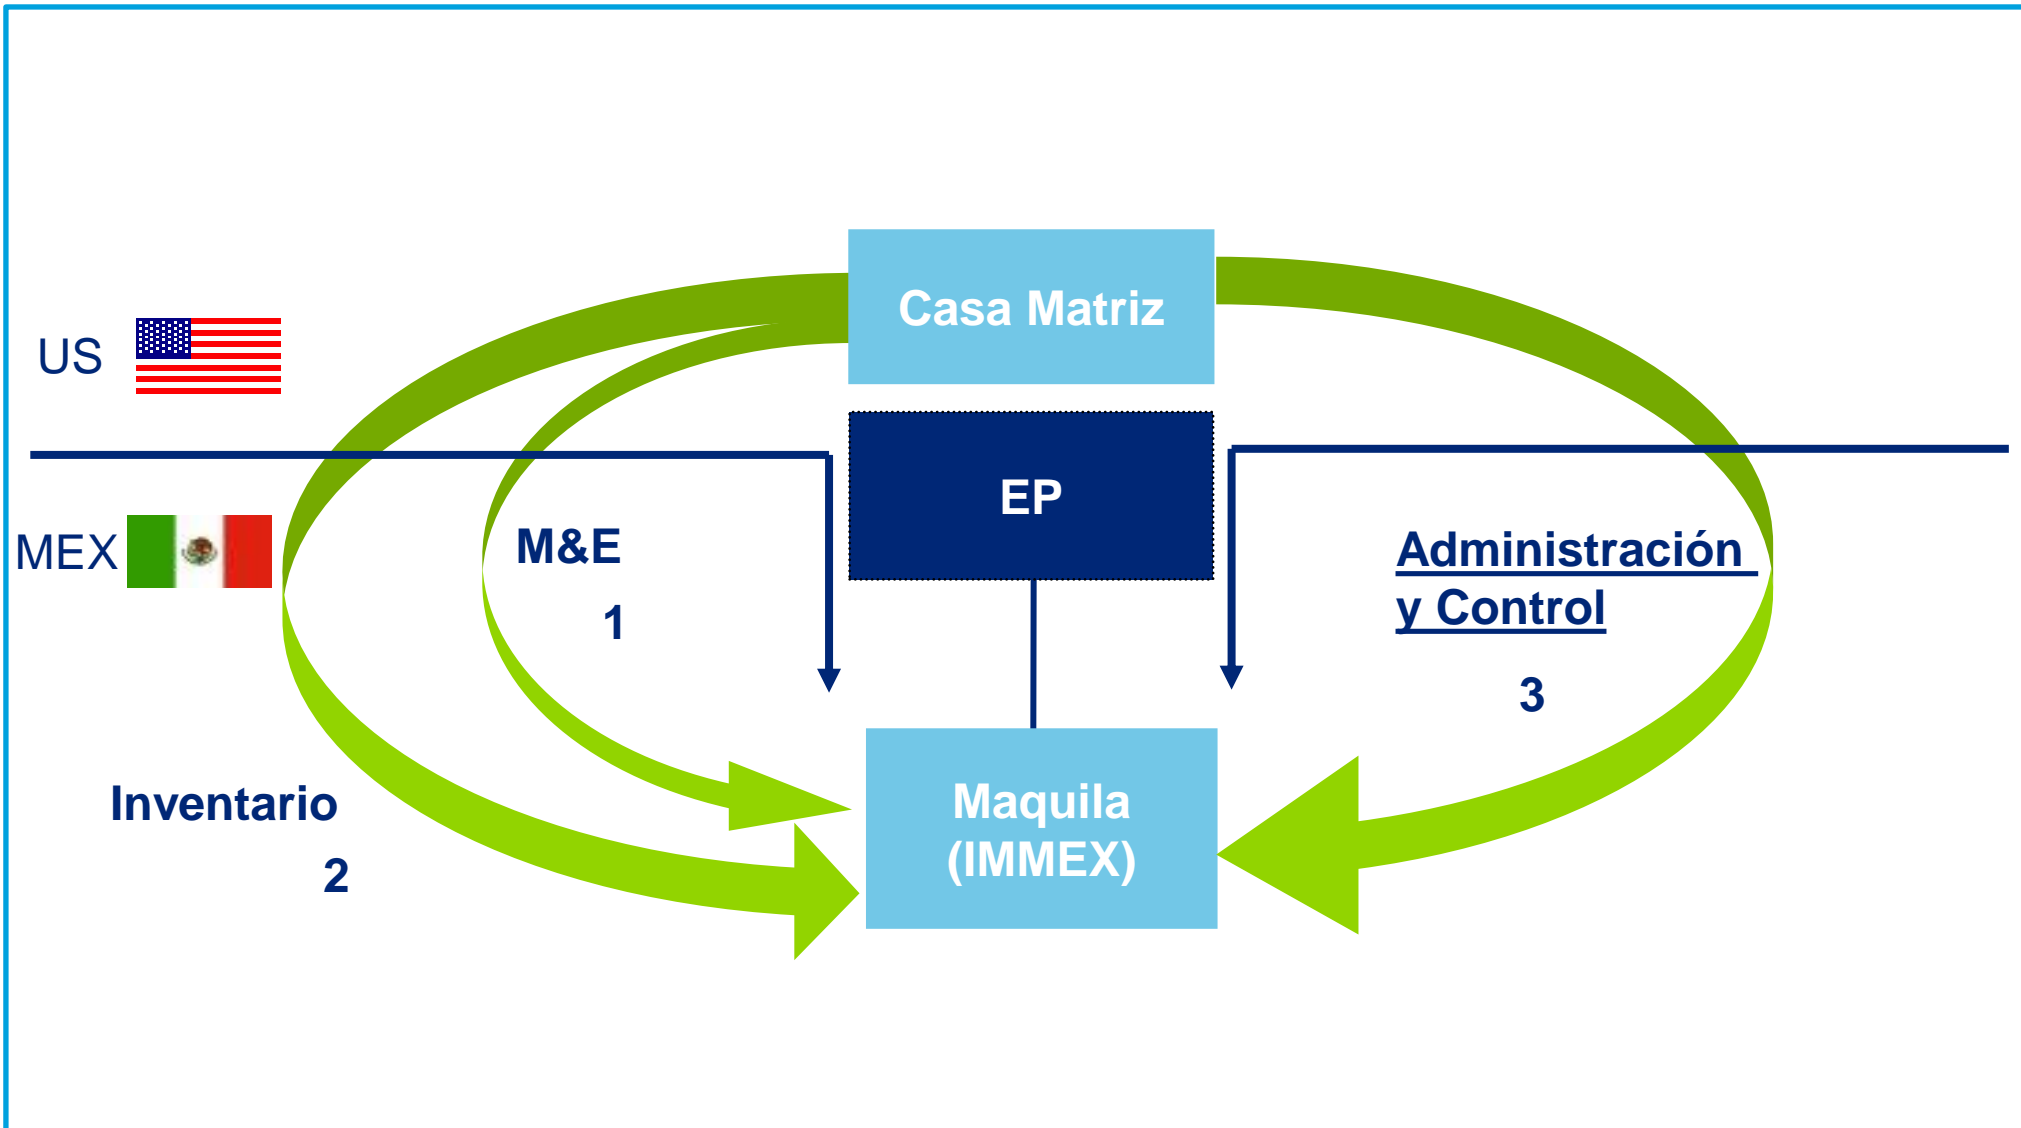 Casa Matriz
US
EP
MEX
M&E
1
Administración
y Control
3
Inventario
2
Maquila
(IMMEX)